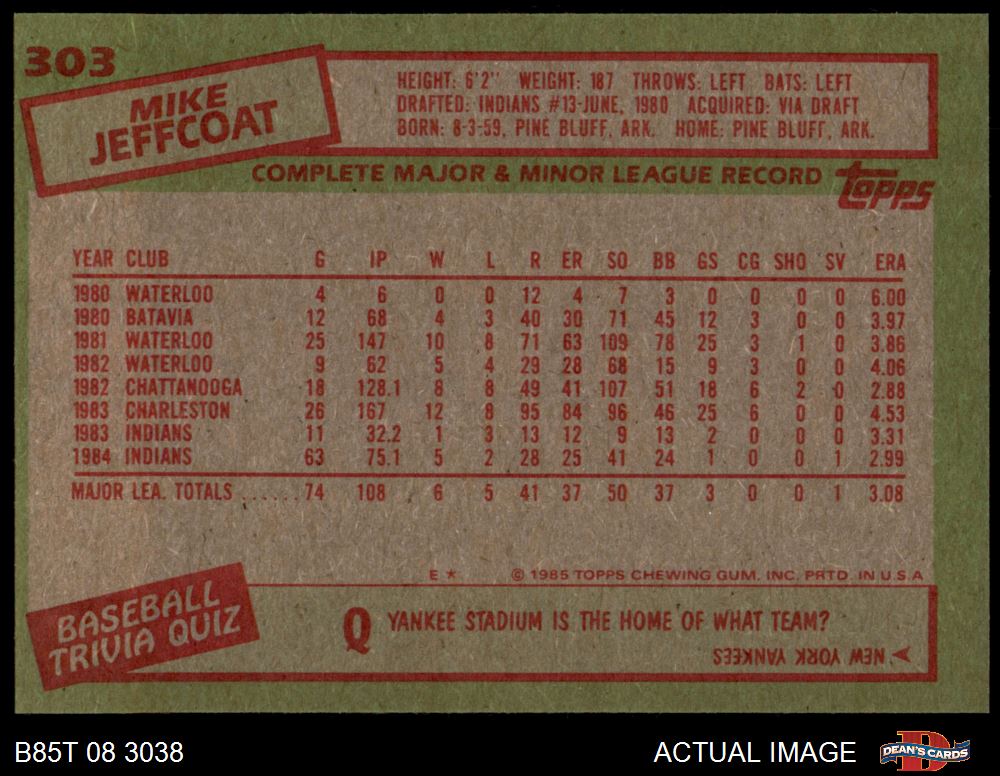 303
MIKE
JEFFCOAT
HEIGHT: 6'2" WEIGHT: 187 THROWS: LEFT BATS: LEFT
DRAFTED: INDIANS #13-JUNE, 1980 ACQUIRED: VIA DRAFT
BORN: 8-3-59, PINE BLUFF, ARK. HOME: PINE BLUFF, ARK.
COMPLETE MAJOR & MINOR LEAGUE RECORD
TOPPS
YEAR CLUB G IP W L R ER SO BB GS CG SHO SV ERA
1980 WATERLOO 4 6 0 0 12 4 7 3 0 0 0 0 6.00
1980 BATAVIA 12 68 4 3 40 30 71 45 12 3 0 0 3.97
1981 WATERLOO 25 147 10 8 71 63 109 78 25 3 1 0 3.86
1982 WATERLOO 9 62 5 4 29 28 68 15 9 3 0 0 4.06
1982 CHATTANOOGA 18 128.1 8 8 49 41 107 51 18 6 2 0 2.88
1983 CHARLESTON 26 167 12 8 95 84 96 46 25 6 0 0 4.53
1983 INDIANS 11 32.2 1 3 13 12 9 13 2 0 0 0 3.31
1984 INDIANS 63 75.1 5 2 28 25 41 24 1 0 0 1 2.99
MAJOR LEA. TOTALS ...... 74 108 6 5 41 37 50 37 3 0 0 1 3.08
E * © 1985 TOPPS CHEWING GUM, INC. PRTD. IN U.S.A
BASEBALL
TRIVIA QUIZ
Q YANKEE STADIUM IS THE HOME OF WHAT TEAM?
NEW YORK YANKEES
B85T 08 3038
ACTUAL IMAGE
D
DEAN'S CARDS